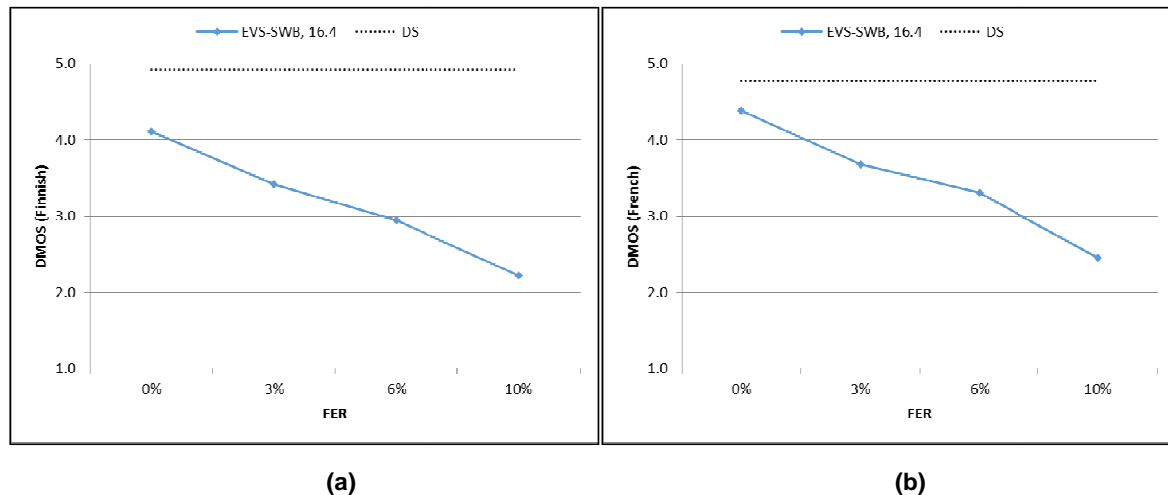 EVS-SWB, 16.4 DS
5.0
4.0
3.0
2.0
1.0
DMOS (Finnish)
0% 3% 6% 10%
FER
(a)
EVS-SWB, 16.4 DS
5.0
4.0
3.0
2.0
1.0
DMOS (French)
0% 3% 6% 10%
FER
(b)